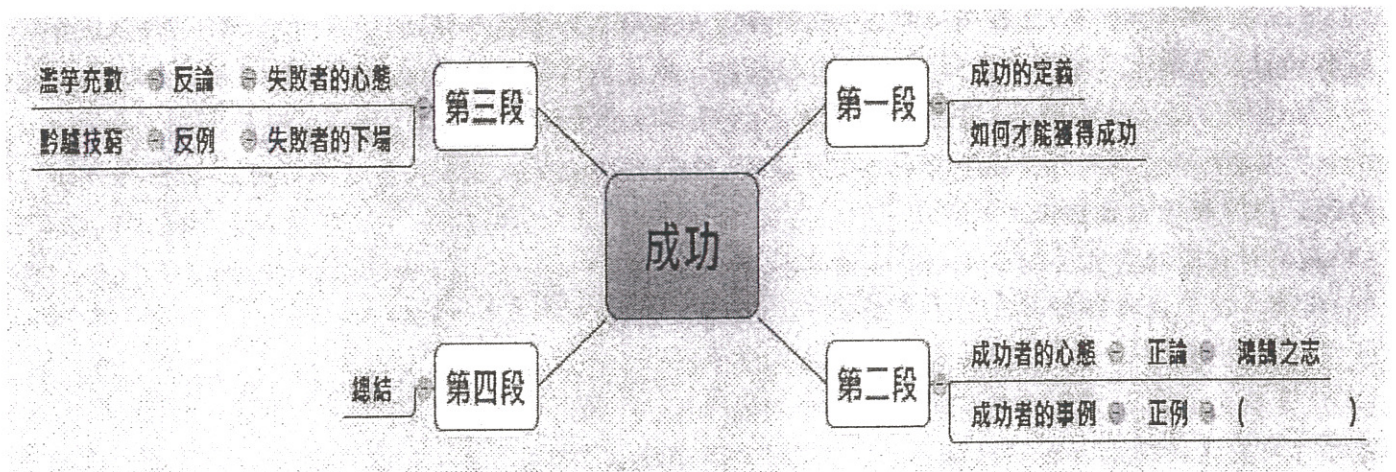 成功
第一段
成功的定義
如何才能獲得成功
第二段
成功者的心態 正論 鴻鵠之志
成功者的事例 正例 ( )
第三段
濫竽充數 反論 失敗者的心態
黔驢技窮 反例 失敗者的下場
第四段
總結